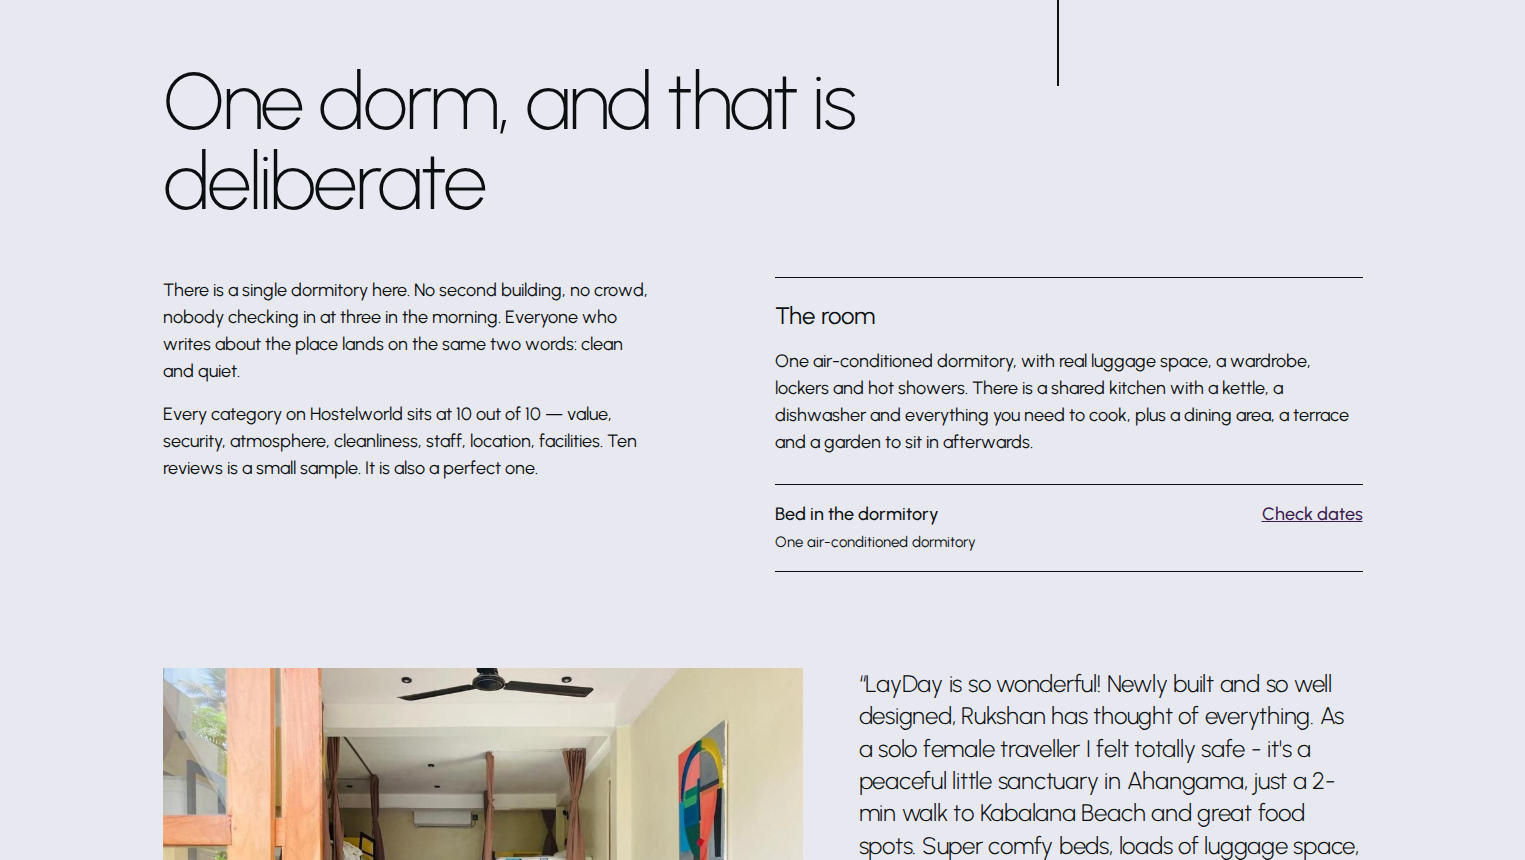 One dorm, and that is
deliberate
There is a single dormitory here. No second building, no crowd,
nobody checking in at three in the morning. Everyone who
writes about the place lands on the same two words: clean
and quiet.
Every category on Hostelworld sits at 10 out of 10 — value,
security, atmosphere, cleanliness, staff, location, facilities. Ten
reviews is a small sample. It is also a perfect one.
The room
One air-conditioned dormitory, with real luggage space, a wardrobe,
lockers and hot showers. There is a shared kitchen with a kettle, a
dishwasher and everything you need to cook, plus a dining area, a terrace
and a garden to sit in afterwards.
Bed in the dormitory
Check dates
One air-conditioned dormitory
“LayDay is so wonderful! Newly built and so well
designed, Rukshan has thought of everything. As
a solo female traveller I felt totally safe - it's a
peaceful little sanctuary in Ahangama, just a 2-
min walk to Kabalana Beach and great food
spots. Super comfy beds, loads of luggage space,